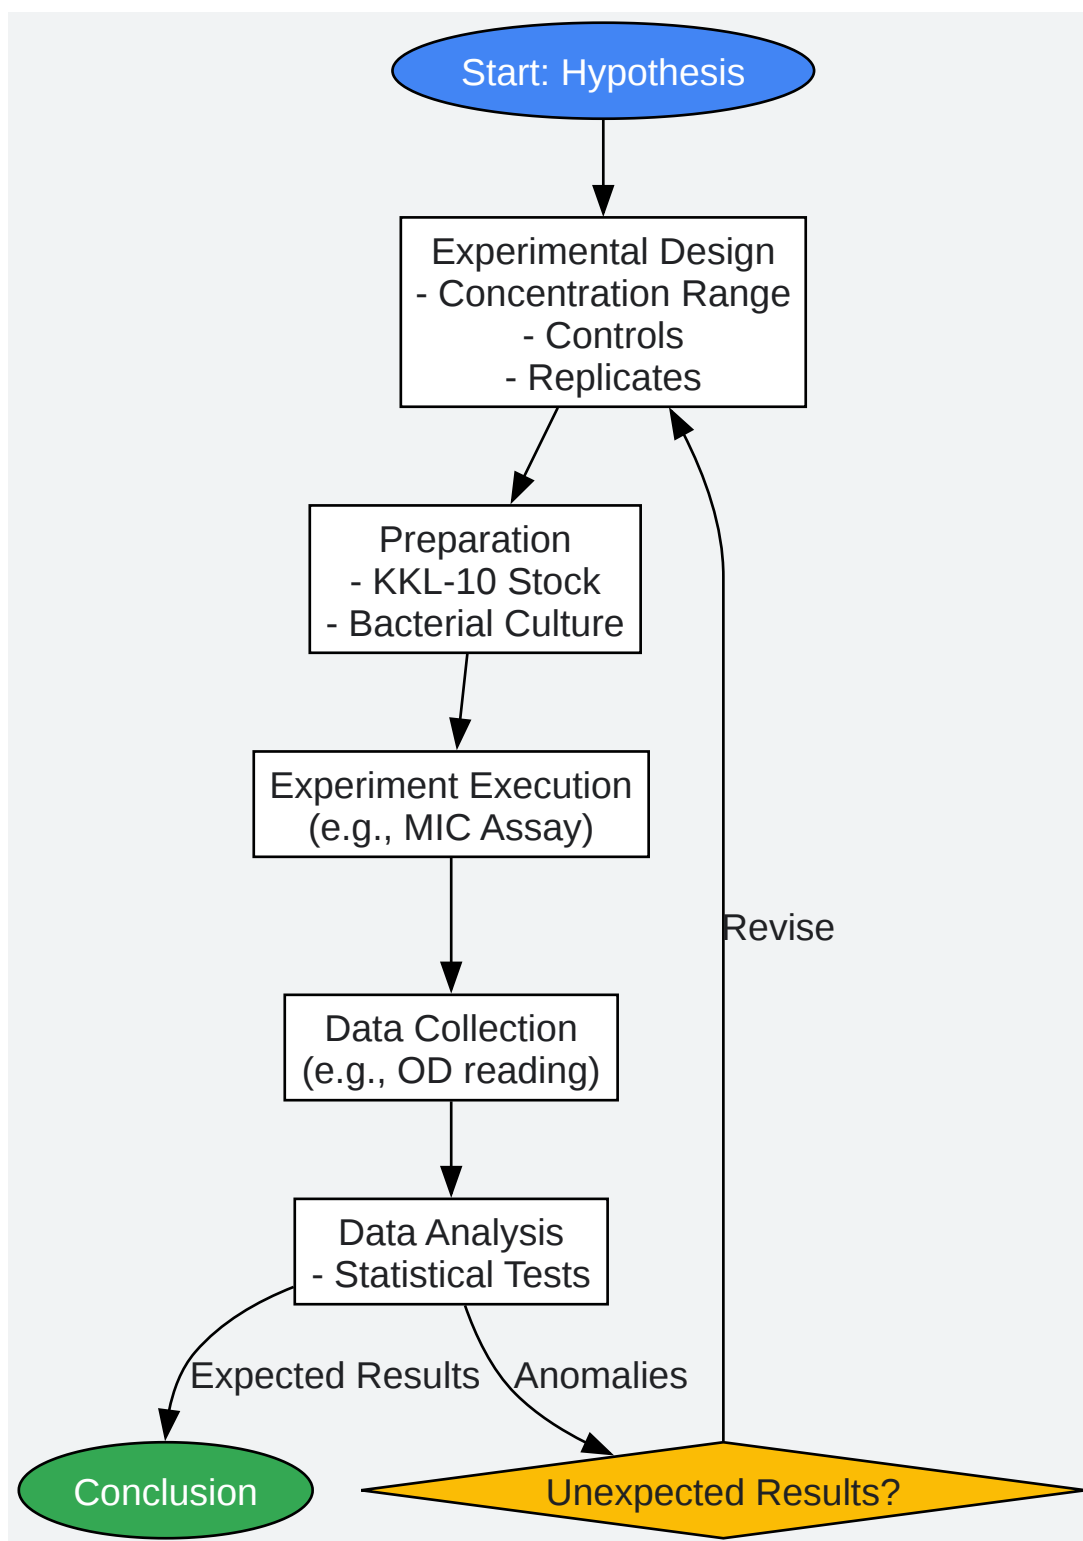 Start: Hypothesis
Experimental Design
- Concentration Range
- Controls
- Replicates
Preparation
- KKL-10 Stock
- Bacterial Culture
Experiment Execution
(e.g., MIC Assay)
Revise
Data Collection
(e.g., OD reading)
Data Analysis
- Statistical Tests
Expected Results
Anomalies
Conclusion
Unexpected Results?